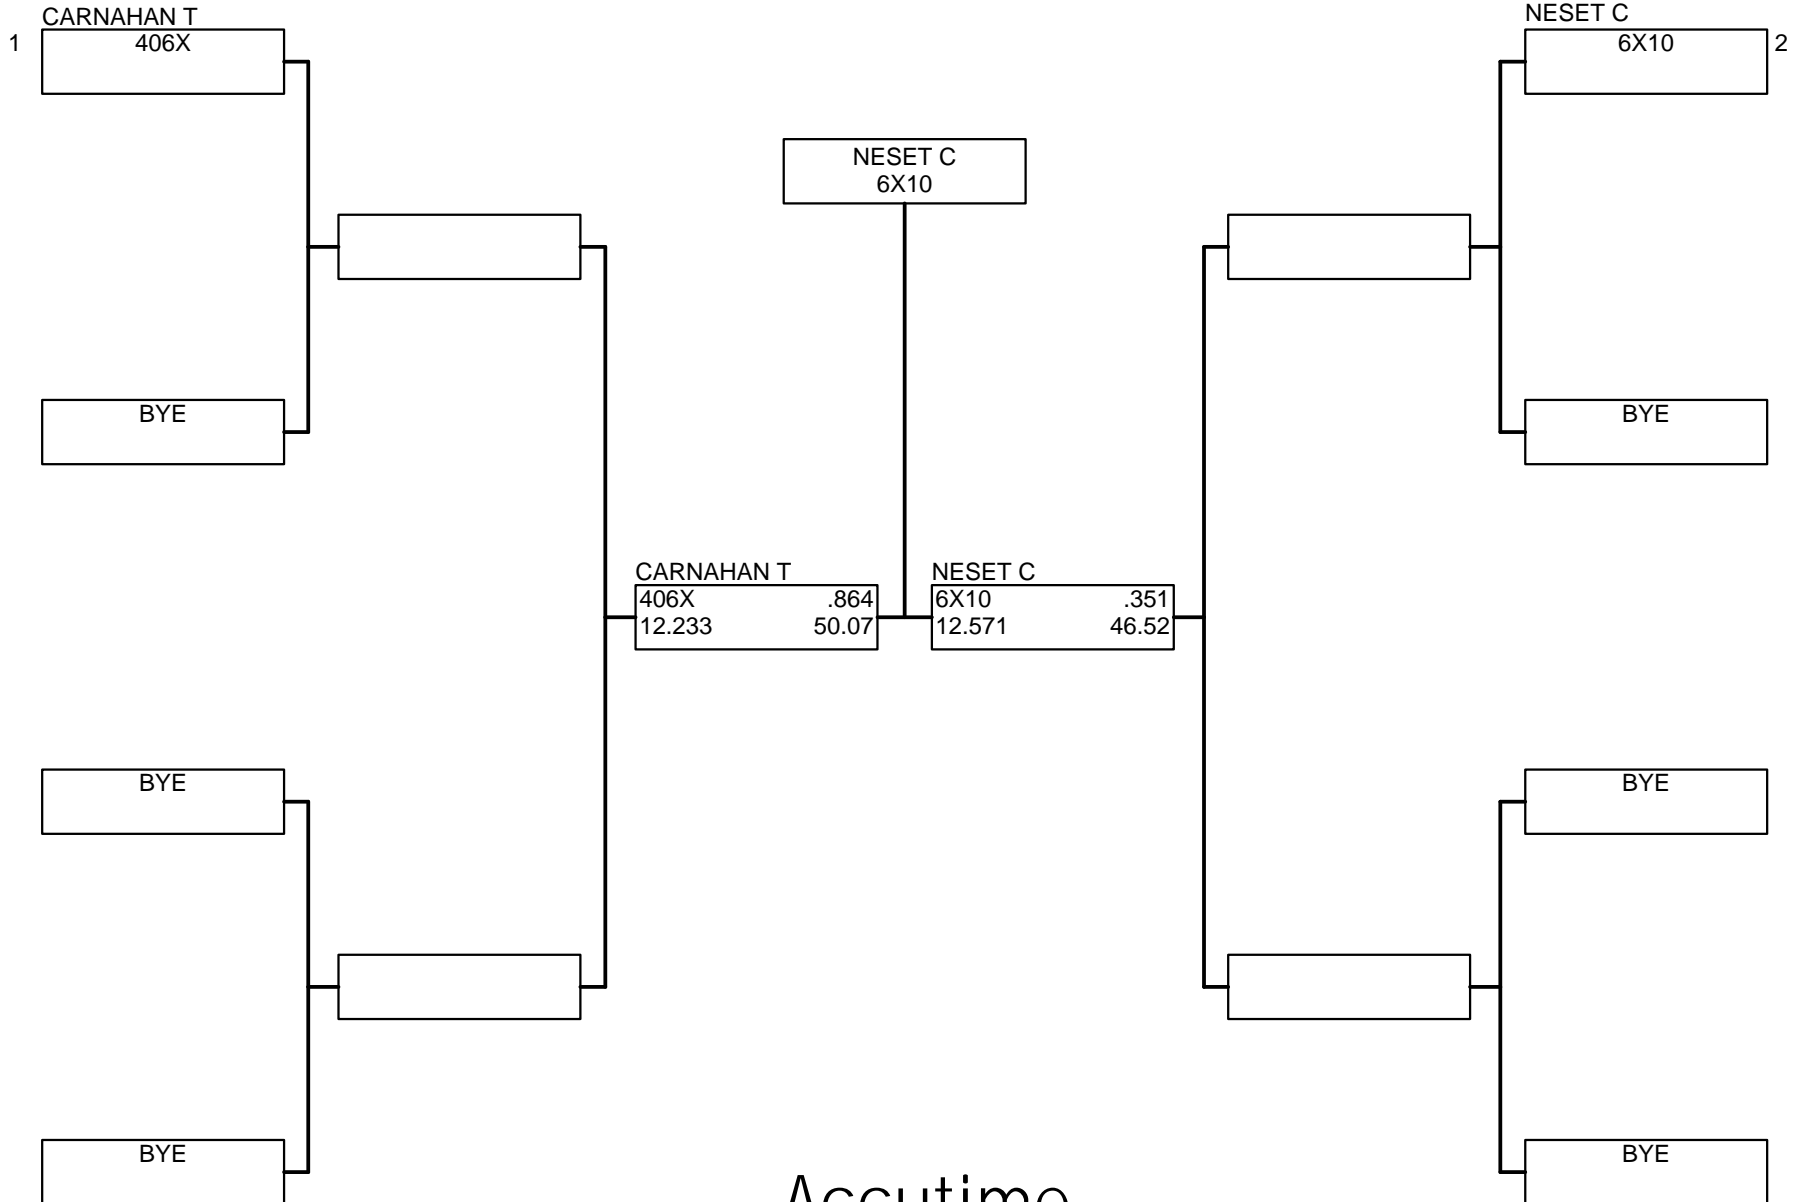 CARNAHAN T
1
406X
NESET C
6X10
2
NESET C
6X10
BYE
BYE
CARNAHAN T
406X .864
12.233 50.07
NESET C
6X10 .351
12.571 46.52
BYE
BYE
BYE
BYE
Accutime